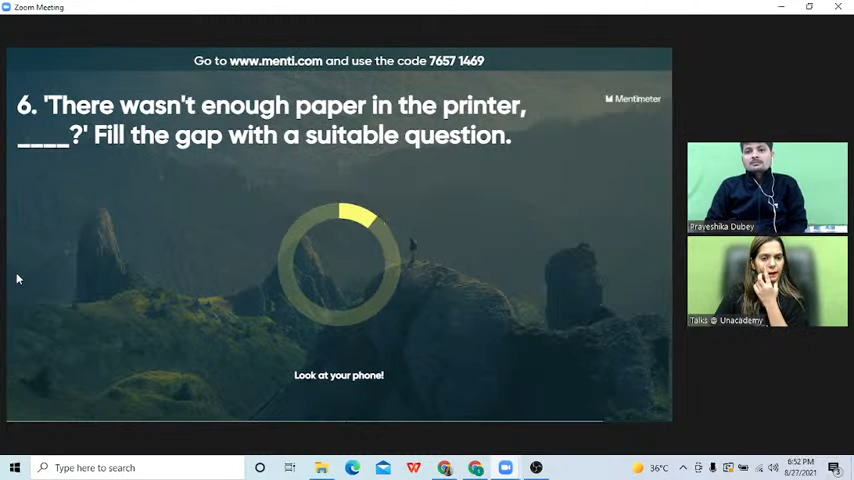 Zoom Meeting
Go to www.menti.com and use the code 7657 1469
Mentimeter
6. 'There wasn't enough paper in the printer,
____?' Fill the gap with a suitable question.
Look at your phone!
Prayeshika Dubey
Talks @ Unacademy
Type here to search
36°C
6:52 PM
8/27/2021
3